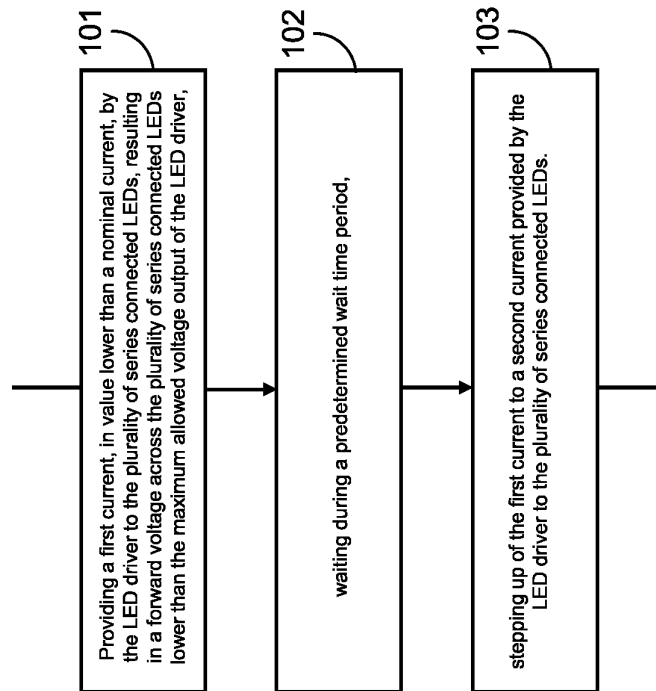 101
Providing a first current, in value lower than a nominal current, by
the LED driver to the plurality of series connected LEDs, resulting
in a forward voltage across the plurality of series connected LEDs
lower than the maximum allowed voltage output of the LED driver,
102
waiting during a predetermined wait time period,
103
stepping up of the first current to a second current provided by the
LED driver to the plurality of series connected LEDs.